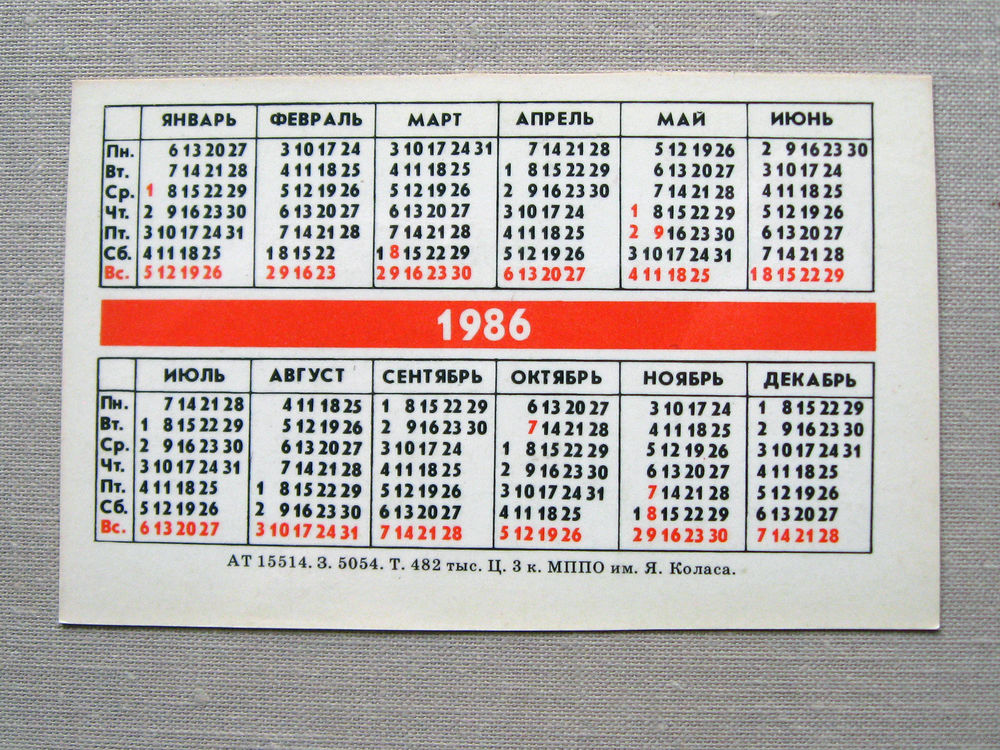 ЯНВАРЬ ФЕВРАЛЬ МАРТ АПРЕЛЬ МАЙ ИЮНЬ
Пн. 6 13 20 27 3 10 17 24 3 10 17 24 31 7 14 21 28 5 12 19 26 2 9 16 23 30
Вт. 7 14 21 28 4 11 18 25 4 11 18 25 1 8 15 22 29 6 13 20 27 3 10 17 24
Ср. 1 8 15 22 29 5 12 19 26 5 12 19 26 2 9 16 23 30 7 14 21 28 4 11 18 25
Чт. 2 9 16 23 30 6 13 20 27 6 13 20 27 3 10 17 24 1 8 15 22 29 5 12 19 26
Пт. 3 10 17 24 31 7 14 21 28 7 14 21 28 4 11 18 25 2 9 16 23 30 6 13 20 27
Сб. 4 11 18 25 1 8 15 22 1 8 15 22 29 5 12 19 26 3 10 17 24 31 7 14 21 28
Вс. 5 12 19 26 2 9 16 23 2 9 16 23 30 6 13 20 27 4 11 18 25 1 8 15 22 29
1986
ИЮЛЬ АВГУСТ СЕНТЯБРЬ ОКТЯБРЬ НОЯБРЬ ДЕКАБРЬ
Пн. 7 14 21 28 4 11 18 25 1 8 15 22 29 6 13 20 27 3 10 17 24 1 8 15 22 29
Вт. 1 8 15 22 29 5 12 19 26 2 9 16 23 30 7 14 21 28 4 11 18 25 2 9 16 23 30
Ср. 2 9 16 23 30 6 13 20 27 3 10 17 24 1 8 15 22 29 5 12 19 26 3 10 17 24 31
Чт. 3 10 17 24 31 7 14 21 28 4 11 18 25 2 9 16 23 30 6 13 20 27 4 11 18 25
Пт. 4 11 18 25 1 8 15 22 29 5 12 19 26 3 10 17 24 31 7 14 21 28 5 12 19 26
Сб. 5 12 19 26 2 9 16 23 30 6 13 20 27 4 11 18 25 1 8 15 22 29 6 13 20 27
Вс. 6 13 20 27 3 10 17 24 31 7 14 21 28 5 12 19 26 2 9 16 23 30 7 14 21 28
АТ 15514. З. 5054. Т. 482 тыс. Ц. 3 к. МППО им. Я. Коласа.